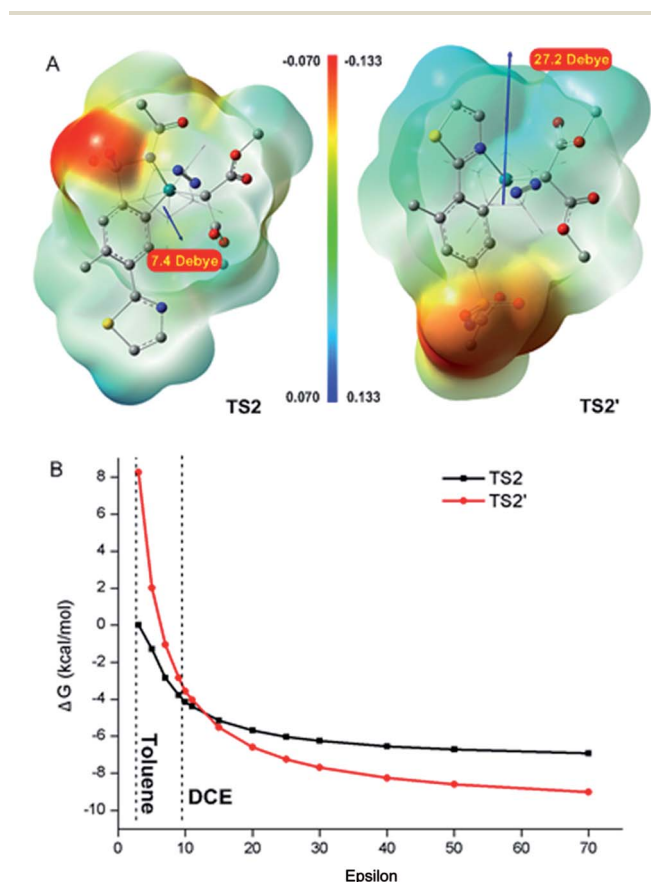 A
-0.070 -0.133
27.2 Debye
7.4 Debye
0.070 0.133
TS2
TS2'
B
TS2
TS2'
8
6
4
2
0
-2
-4
-6
-8
-10
ΔG (kcal/mol)
Toluene
DCE
0 10 20 30 40 50 60 70
Epsilon